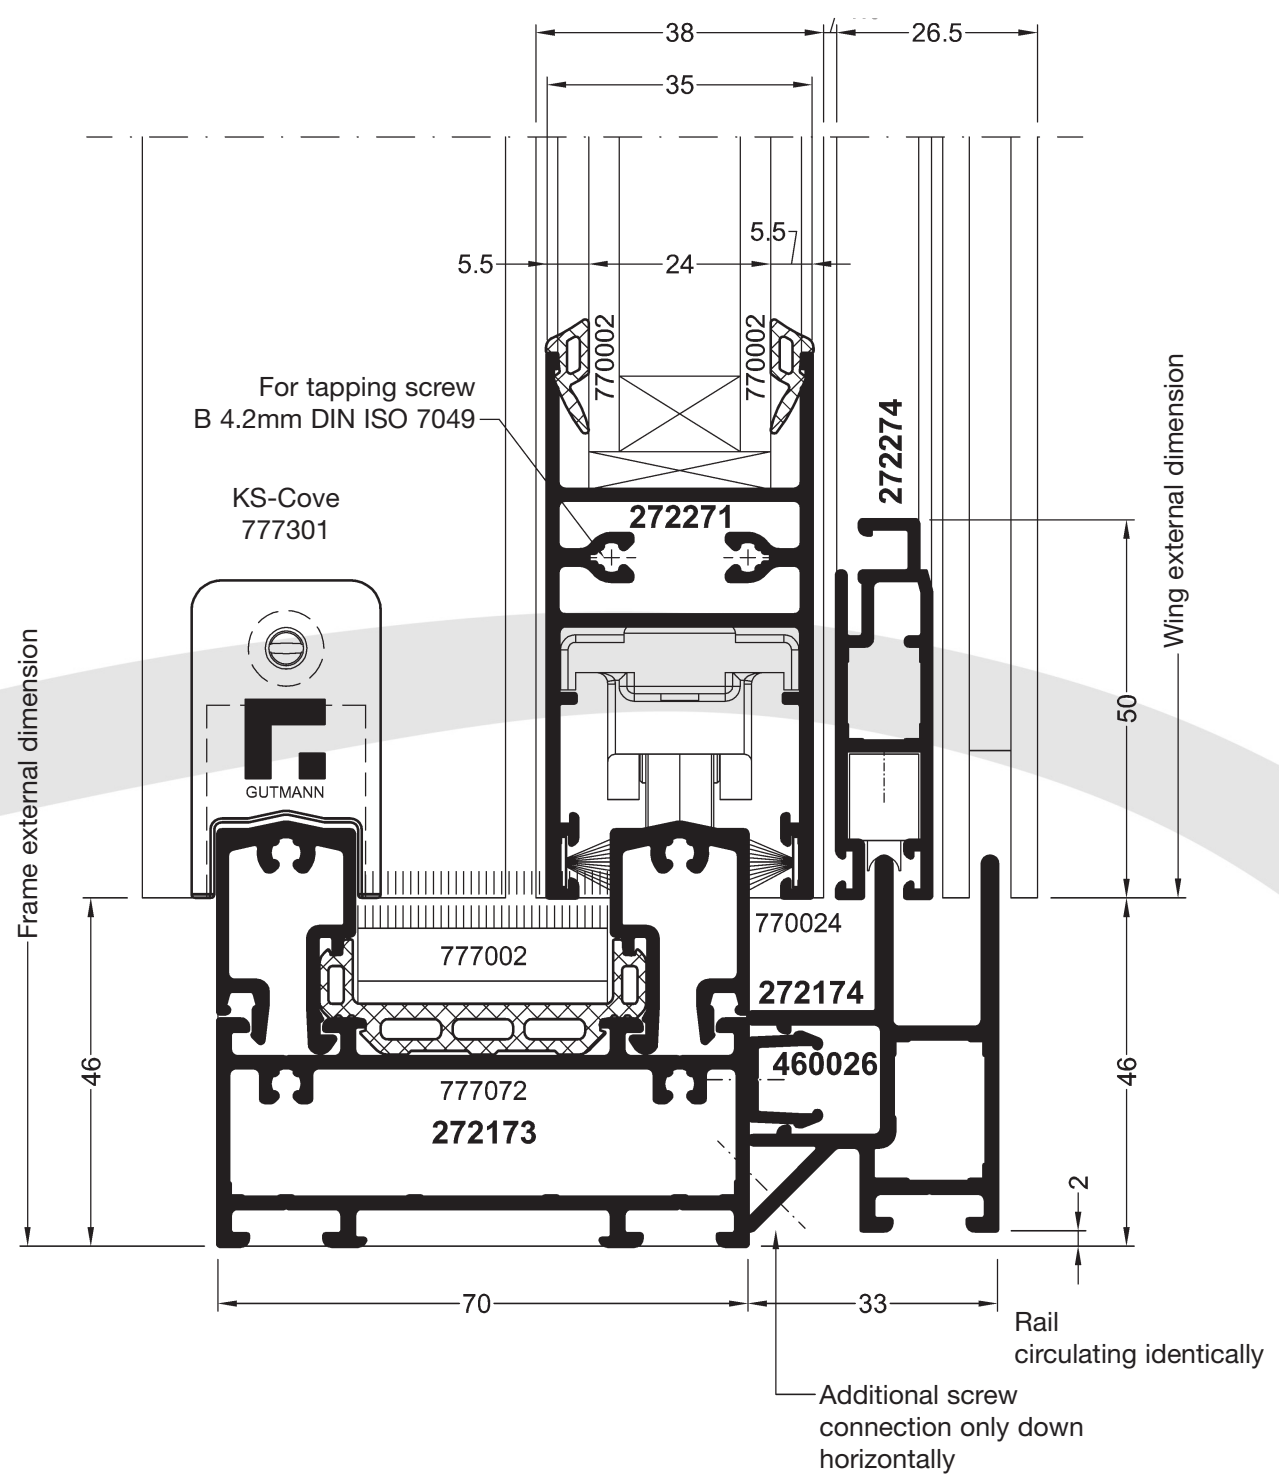 38
26.5
35
5.5
5.5
24
770002
770002
For tapping screw
B 4.2mm DIN ISO 7049
272274
Wing external dimension
KS-Cove
777301
272271
Frame external dimension
50
GUTMANN
777002
770024
272174
46
460026
46
777072
272173
2
70
33
Rail
circulating identically
Additional screw
connection only down
horizontally